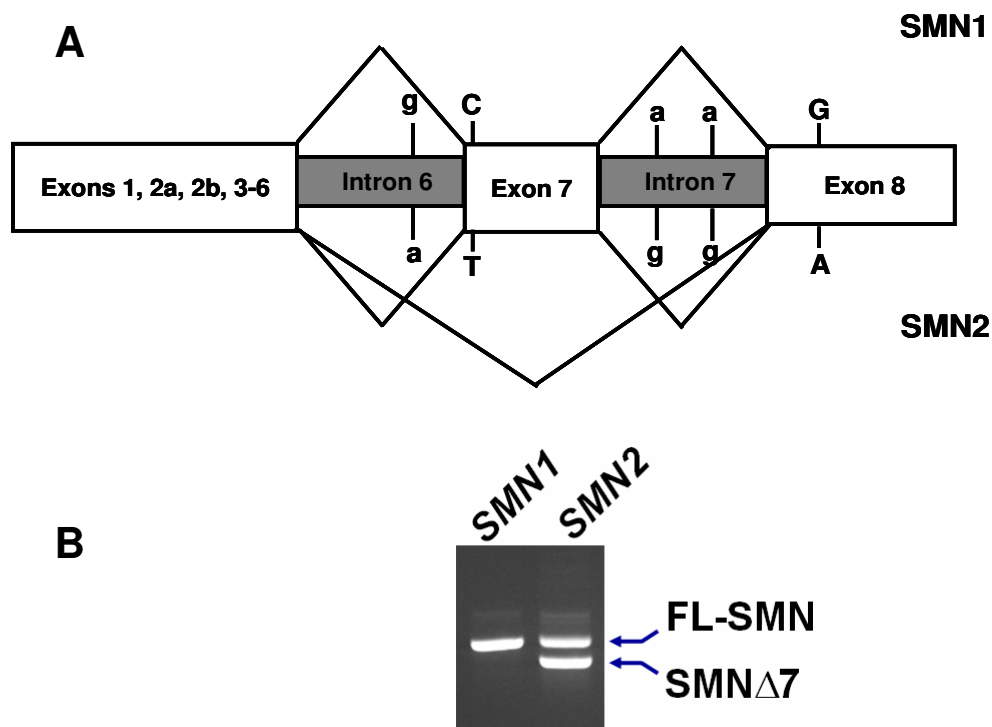 A
SMN1
g C a a G
Exons 1, 2a, 2b, 3-6 Intron 6 Exon 7 Intron 7 Exon 8
a T g g A
SMN2
B
SMN1 SMN2
FL-SMN
SMNΔ7